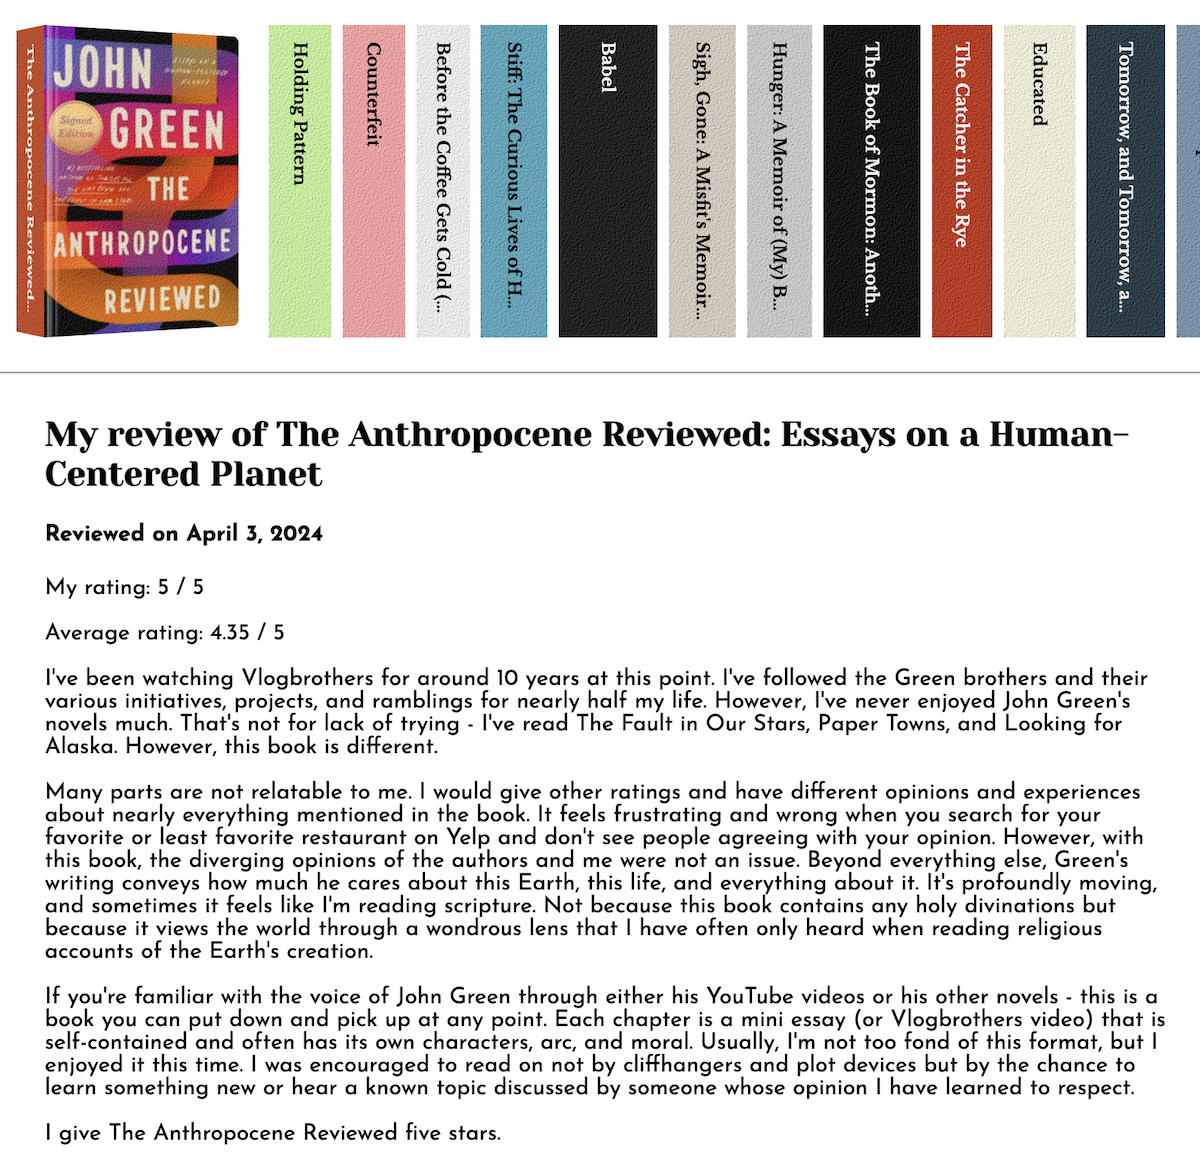 The Anthropocene Reviewed...
JOHN
GREEN
Signed
Edition
THE
ANTHROPOCENE
REVIEWED
Holding Pattern
Counterfeit
Before the Coffee Gets Cold (...
Stiff: The Curious Lives of H...
Babel
Sigh, Gone: A Misfit's Memoir...
Hunger: A Memoir of (My) B...
The Book of Mormon: Anoth...
The Catcher in the Rye
Educated
Tomorrow, and Tomorrow, a...
My review of The Anthropocene Reviewed: Essays on a Human-
Centered Planet
Reviewed on April 3, 2024
My rating: 5 / 5
Average rating: 4.35 / 5
I've been watching Vlogbrothers for around 10 years at this point. I've followed the Green brothers and their
various initiatives, projects, and ramblings for nearly half my life. However, I've never enjoyed John Green's
novels much. That's not for lack of trying - I've read The Fault in Our Stars, Paper Towns, and Looking for
Alaska. However, this book is different.
Many parts are not relatable to me. I would give other ratings and have different opinions and experiences
about nearly everything mentioned in the book. It feels frustrating and wrong when you search for your
favorite or least favorite restaurant on Yelp and don't see people agreeing with your opinion. However, with
this book, the diverging opinions of the authors and me were not an issue. Beyond everything else, Green's
writing conveys how much he cares about this Earth, this life, and everything about it. It's profoundly moving,
and sometimes it feels like I'm reading scripture. Not because this book contains any holy divinations but
because it views the world through a wondrous lens that I have often only heard when reading religious
accounts of the Earth's creation.
If you're familiar with the voice of John Green through either his YouTube videos or his other novels - this is a
book you can put down and pick up at any point. Each chapter is a mini essay (or Vlogbrothers video) that is
self-contained and often has its own characters, arc, and moral. Usually, I'm not too fond of this format, but I
enjoyed it this time. I was encouraged to read on not by cliffhangers and plot devices but by the chance to
learn something new or hear a known topic discussed by someone whose opinion I have learned to respect.
I give The Anthropocene Reviewed five stars.